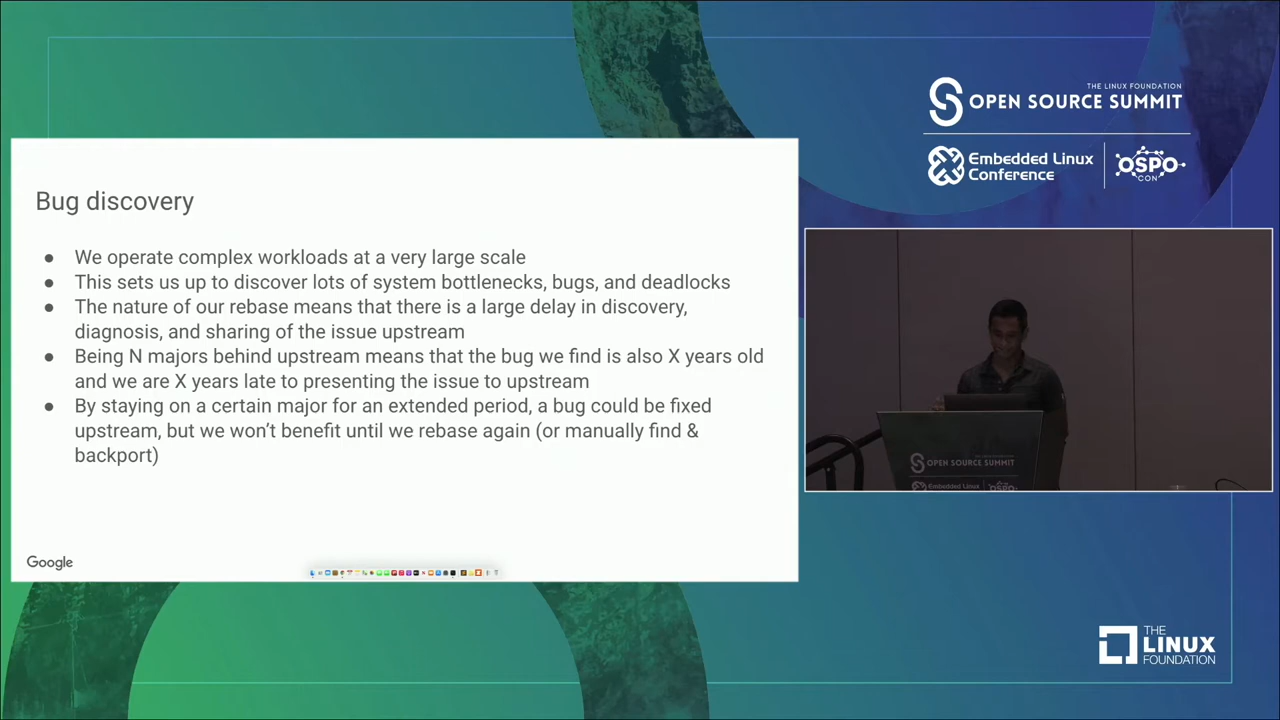 THE LINUX FOUNDATION
OPEN SOURCE SUMMIT
Embedded Linux
Conference
OSPO
CON
Bug discovery
● We operate complex workloads at a very large scale
● This sets us up to discover lots of system bottlenecks, bugs, and deadlocks
● The nature of our rebase means that there is a large delay in discovery,
diagnosis, and sharing of the issue upstream
● Being N majors behind upstream means that the bug we find is also X years old
and we are X years late to presenting the issue to upstream
● By staying on a certain major for an extended period, a bug could be fixed
upstream, but we won't benefit until we rebase again (or manually find &
backport)
Google
OPEN SOURCE SUMMIT
Embedded Linux
OSPO
THE
LINUX
FOUNDATION